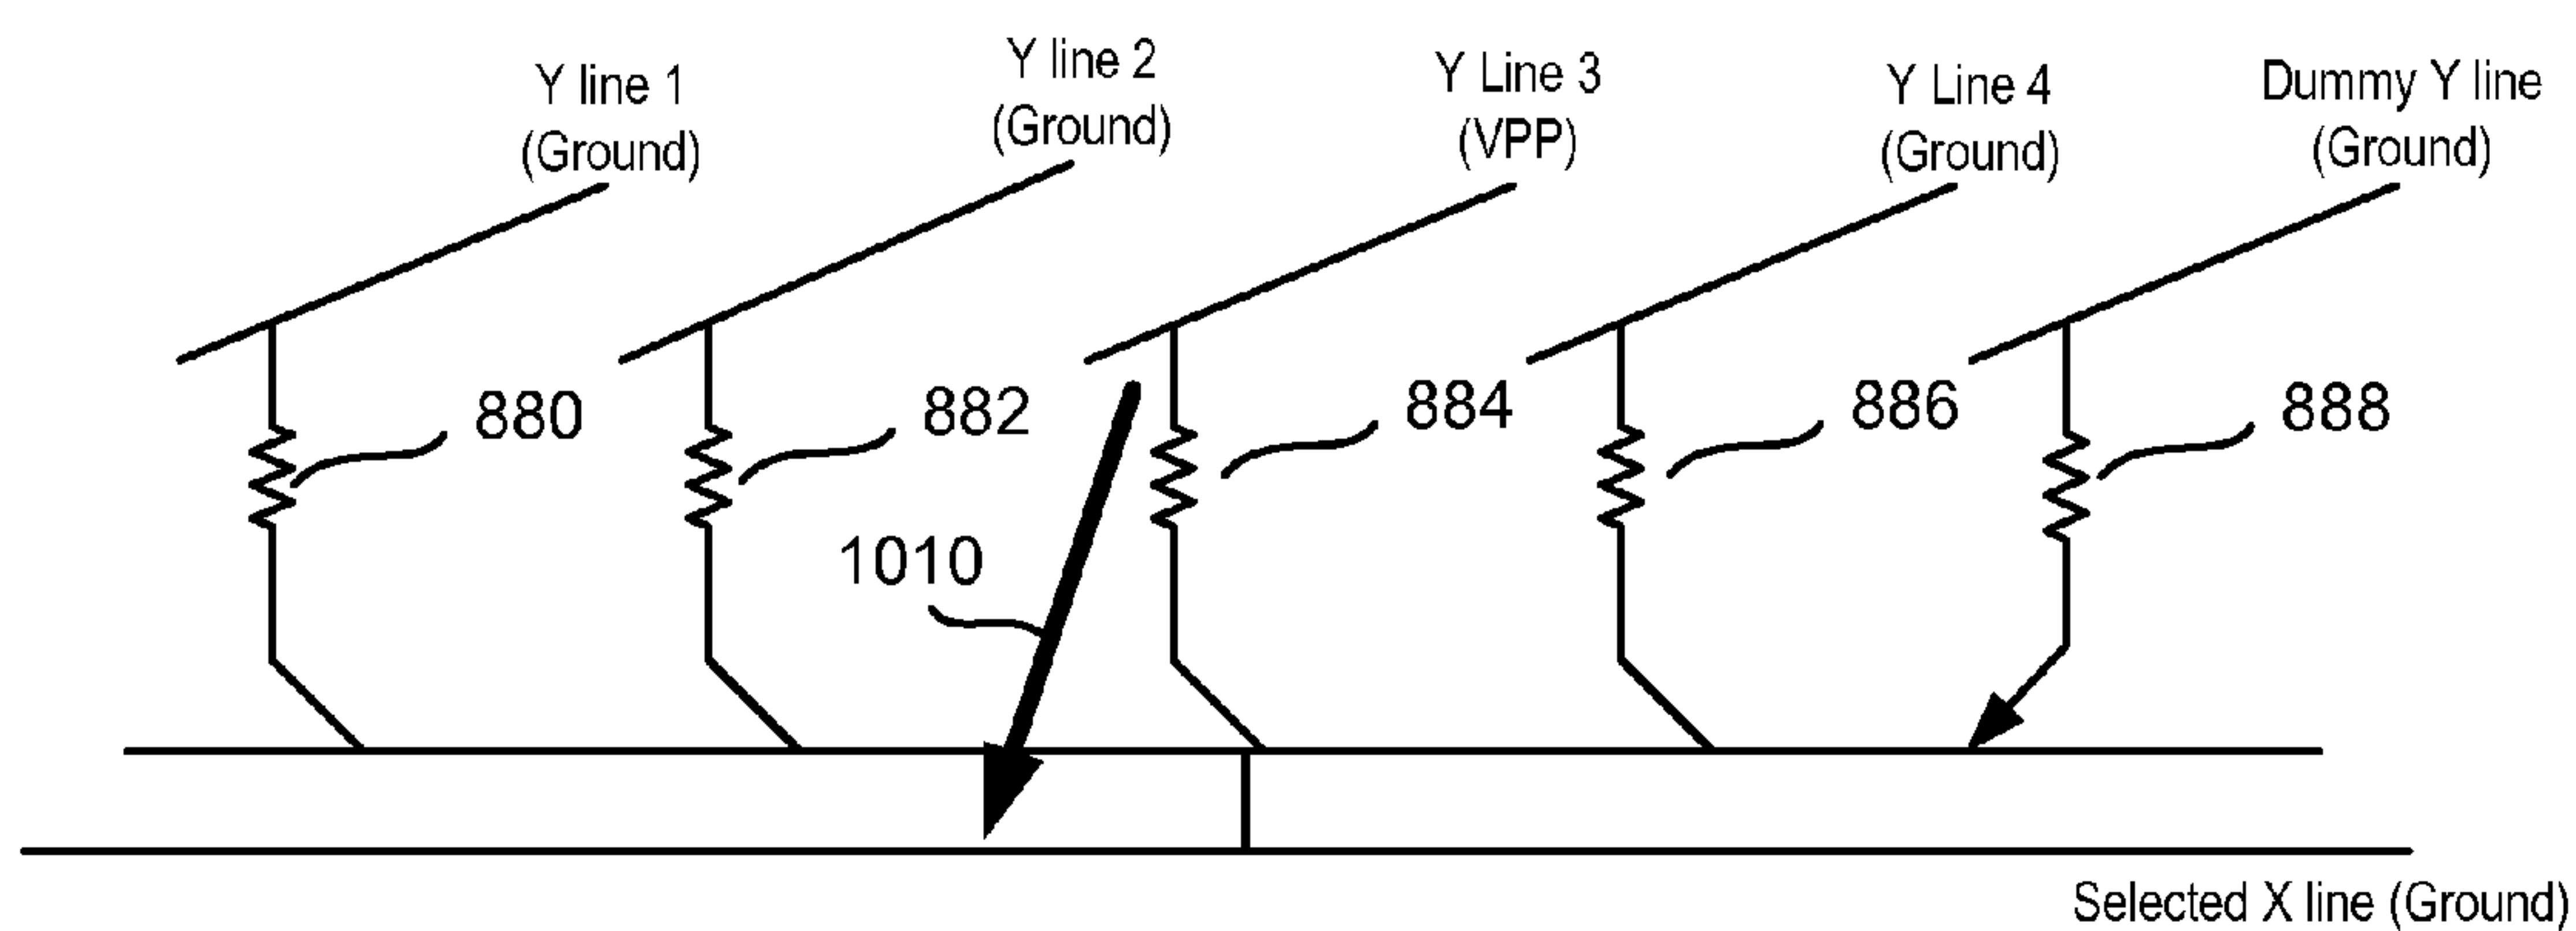 Y line 1
(Ground)
Y line 2
(Ground)
Y Line 3
(VPP)
Y Line 4
(Ground)
Dummy Y line
(Ground)
880
882
884
886
888
1010
Selected X line (Ground)